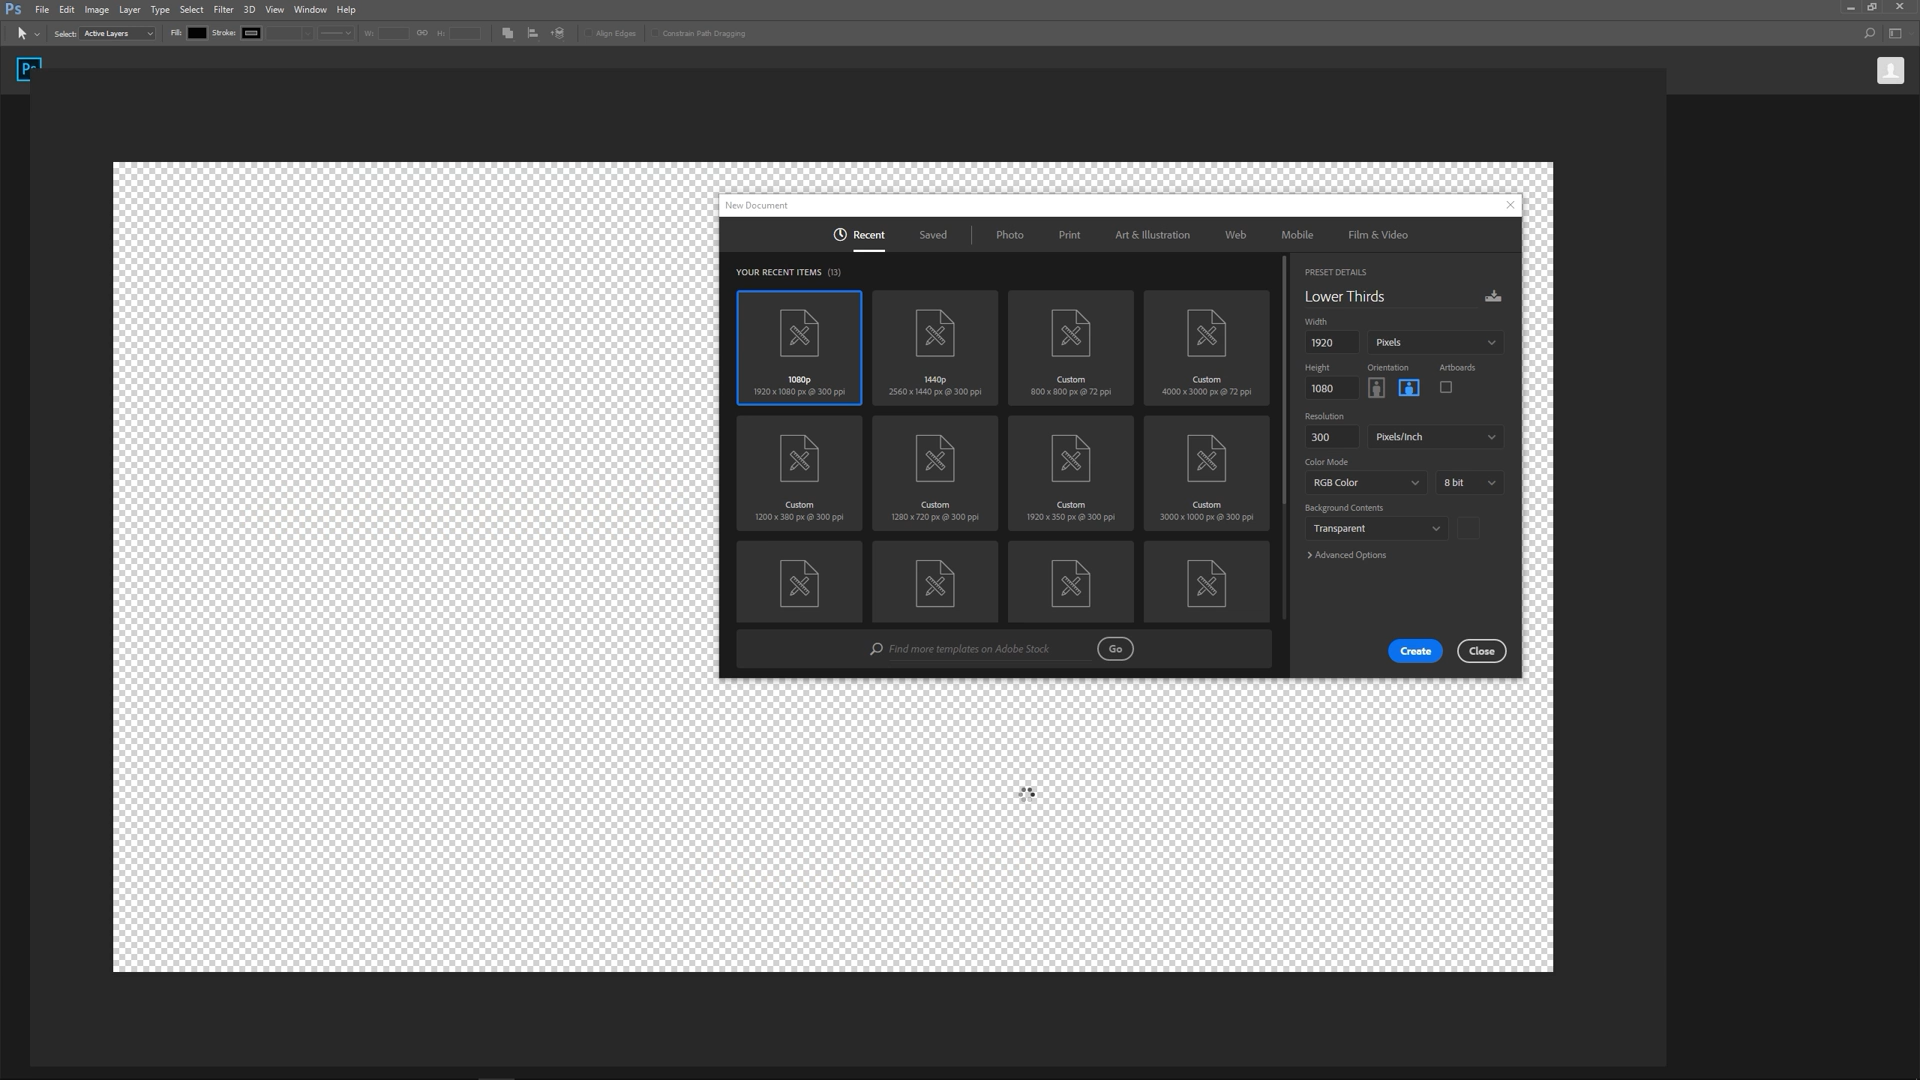 Ps File Edit Image Layer Type Select Filter 3D View Window Help
Select: Active Layers Fill: Stroke: W: H: Align Edges Constrain Path Dragging
Ps
New Document
Recent Saved Photo Print Art & Illustration Web Mobile Film & Video
YOUR RECENT ITEMS (13)
1080p
1920 x 1080 px @ 300 ppi
1440p
2560 x 1440 px @ 300 ppi
Custom
800 x 800 px @ 72 ppi
Custom
4000 x 3000 px @ 72 ppi
Custom
1200 x 380 px @ 300 ppi
Custom
1280 x 720 px @ 300 ppi
Custom
1920 x 350 px @ 300 ppi
Custom
3000 x 1000 px @ 300 ppi
Find more templates on Adobe Stock Go
PRESET DETAILS
Lower Thirds
Width
1920 Pixels
Height Orientation Artboards
1080
Resolution
300 Pixels/Inch
Color Mode
RGB Color 8 bit
Background Contents
Transparent
Advanced Options
Create Close